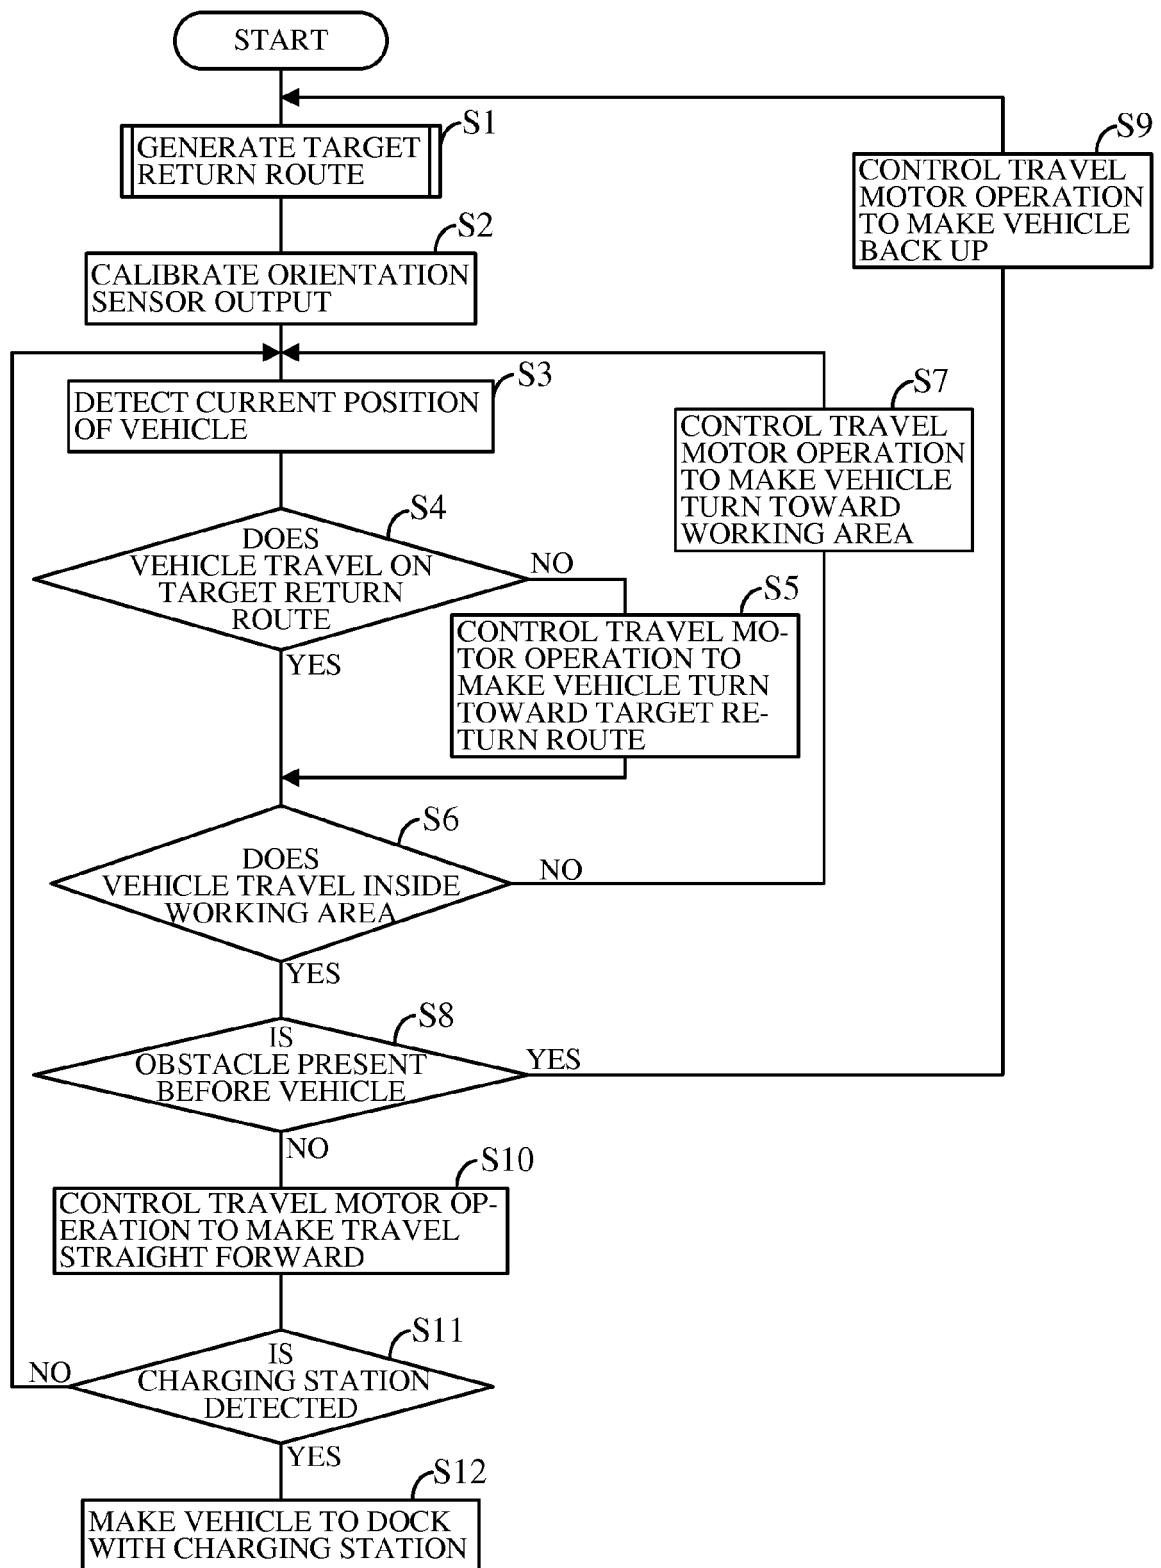 START
S1
GENERATE TARGET
RETURN ROUTE
S9
CONTROL TRAVEL
MOTOR OPERATION
TO MAKE VEHICLE
BACK UP
S2
CALIBRATE ORIENTATION
SENSOR OUTPUT
S3
DETECT CURRENT POSITION
OF VEHICLE
S7
CONTROL TRAVEL
MOTOR OPERATION
TO MAKE VEHICLE
TURN TOWARD
WORKING AREA
S4
DOES
VEHICLE TRAVEL ON
TARGET RETURN
ROUTE
NO
YES
S5
CONTROL TRAVEL MO-
TOR OPERATION TO
MAKE VEHICLE TURN
TOWARD TARGET RE-
TURN ROUTE
S6
DOES
VEHICLE TRAVEL INSIDE
WORKING AREA
NO
YES
S8
IS
OBSTACLE PRESENT
BEFORE VEHICLE
YES
NO
S10
CONTROL TRAVEL MOTOR OP-
ERATION TO MAKE TRAVEL
STRAIGHT FORWARD
S11
IS
CHARGING STATION
DETECTED
NO
YES
S12
MAKE VEHICLE TO DOCK
WITH CHARGING STATION